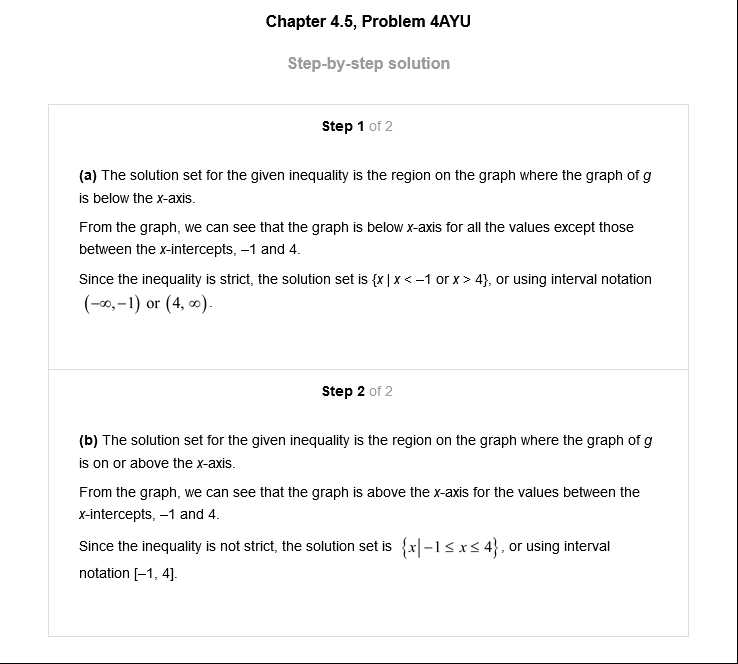 Chapter 4.5, Problem 4AYU
Step-by-step solution
Step 1 of 2
(a) The solution set for the given inequality is the region on the graph where the graph of g
is below the x-axis.
From the graph, we can see that the graph is below x-axis for all the values except those
between the x-intercepts, –1 and 4.
Since the inequality is strict, the solution set is {x | x < –1 or x > 4}, or using interval notation
(−∞, −1) or (4, ∞).
Step 2 of 2
(b) The solution set for the given inequality is the region on the graph where the graph of g
is on or above the x-axis.
From the graph, we can see that the graph is above the x-axis for the values between the
x-intercepts, –1 and 4.
Since the inequality is not strict, the solution set is {x| −1 ≤ x ≤ 4}, or using interval
notation [–1, 4].